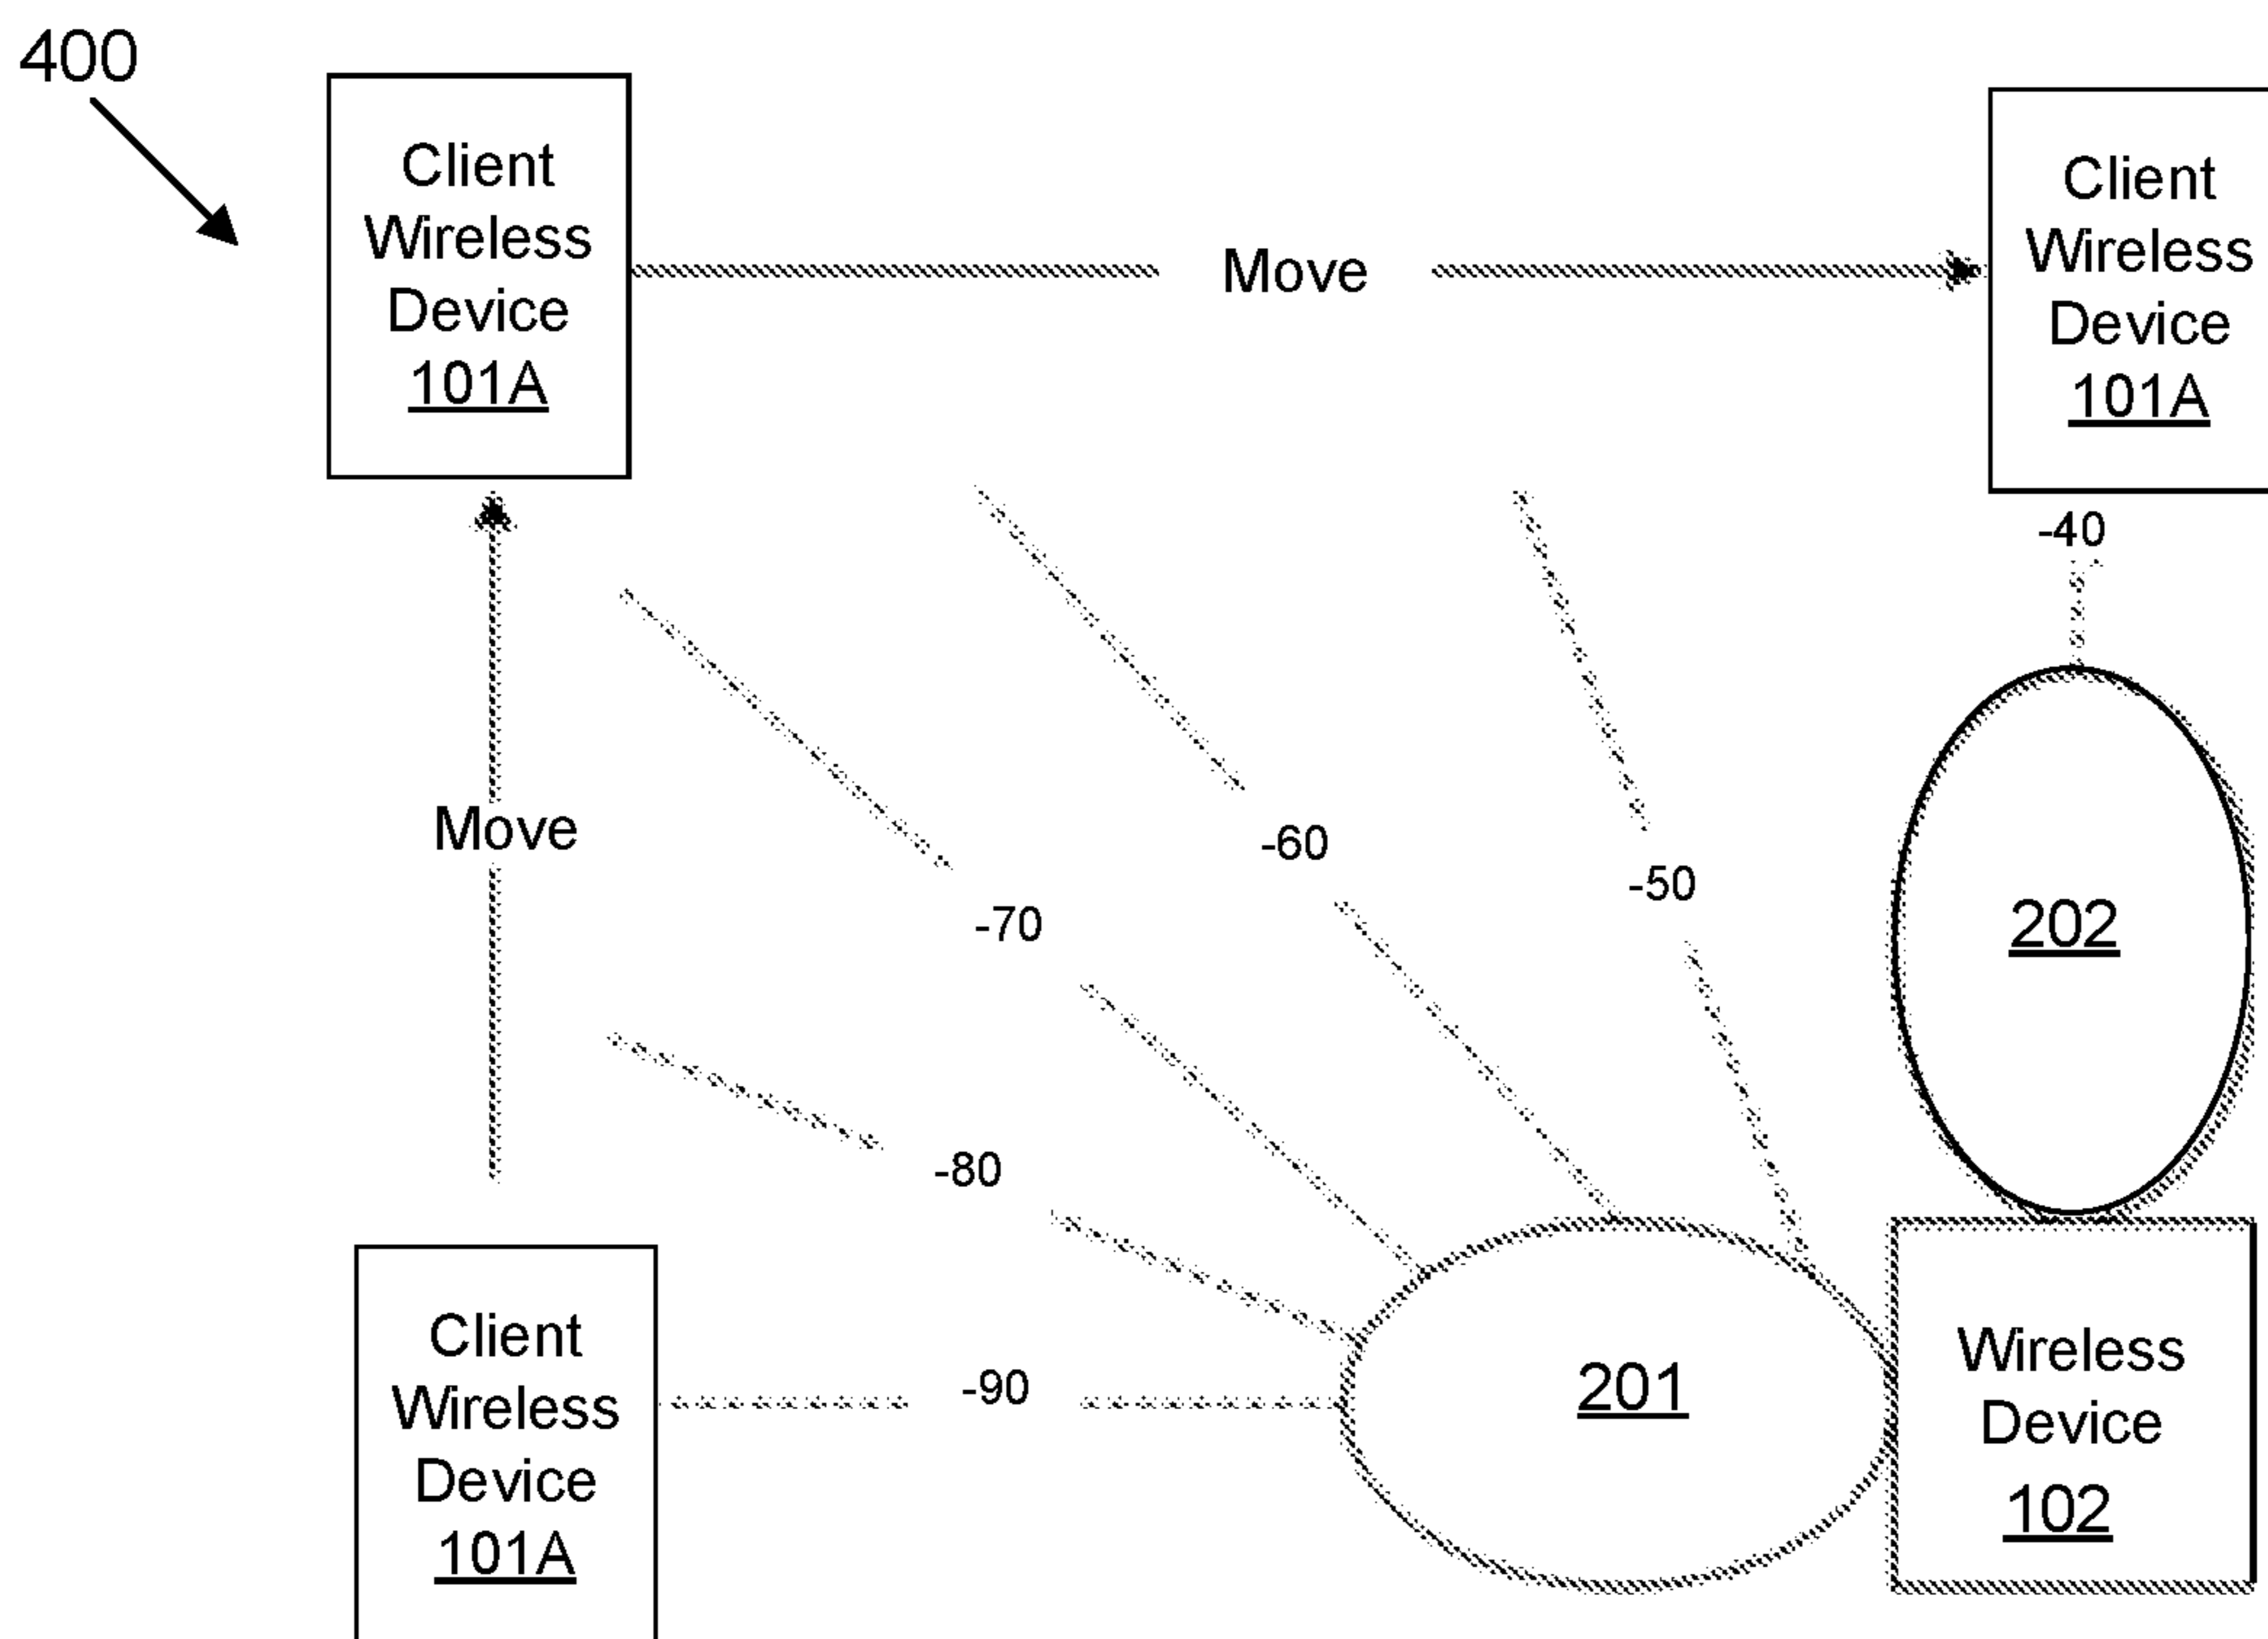 400
Client
Wireless
Device
101A
Move
Client
Wireless
Device
101A
-40
Move
-60
-50
-70
202
-80
Client
Wireless
Device
101A
-90
201
Wireless
Device
102